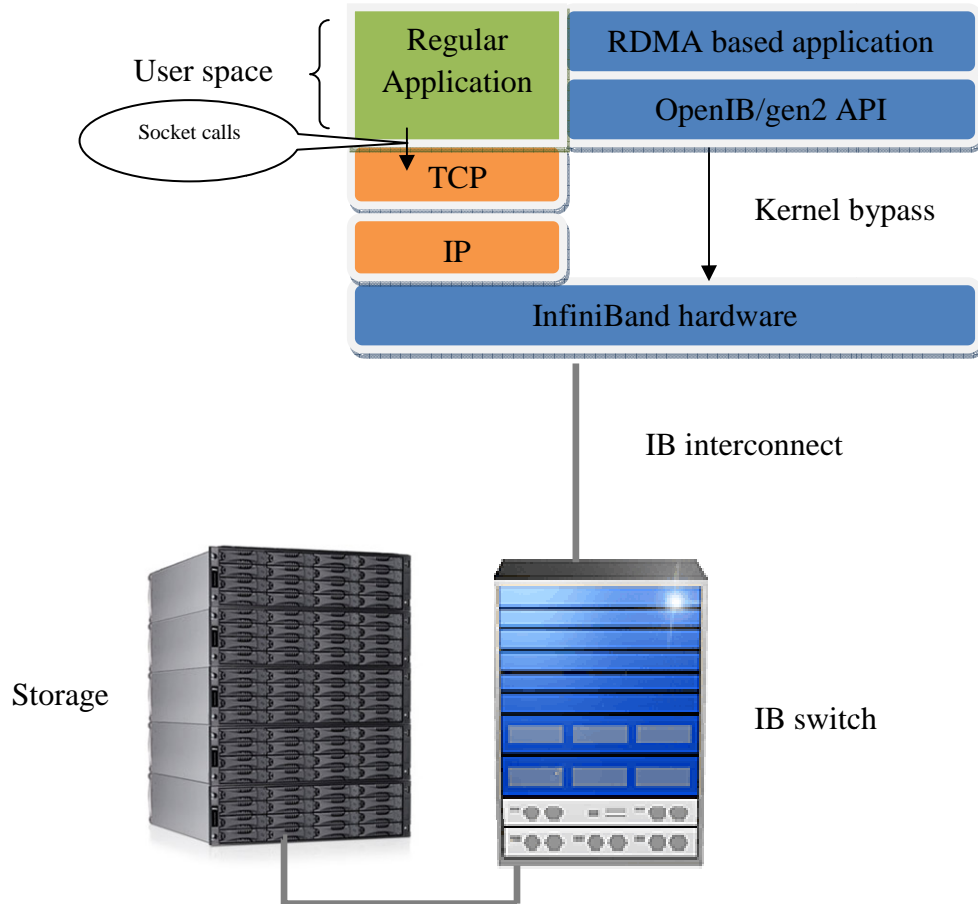 Regular
Application
RDMA based application
User space
OpenIB/gen2 API
Socket calls
TCP
Kernel bypass
IP
InfiniBand hardware
IB interconnect
Storage
IB switch